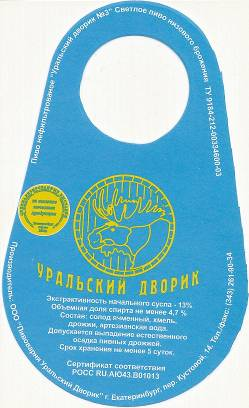 Пиво нефильтрованое "Уральский дворик №3" Светлое пиво низового брожения ТУ 9184-212-00334600-03
УРАЛЬСКИЙ ДВОРИК
Экстрактивность начального сусла - 13%
Объемная доля спирта не менее 4,7 %
Состав: солод ячменный, хмель,
дрожжи, артезианская вода.
Допускается выпадение естественного
осадка пивных дрожжей.
Срок хранения не менее 5 суток.
Сертификат соответствия
РОСС RU.АЮ43.В01013
Производитель: ООО "Пивоварня Уральский Дворик" г. Екатеринбург, пер. Кустовой, 14, Тел./факс: (343) 261-90-34